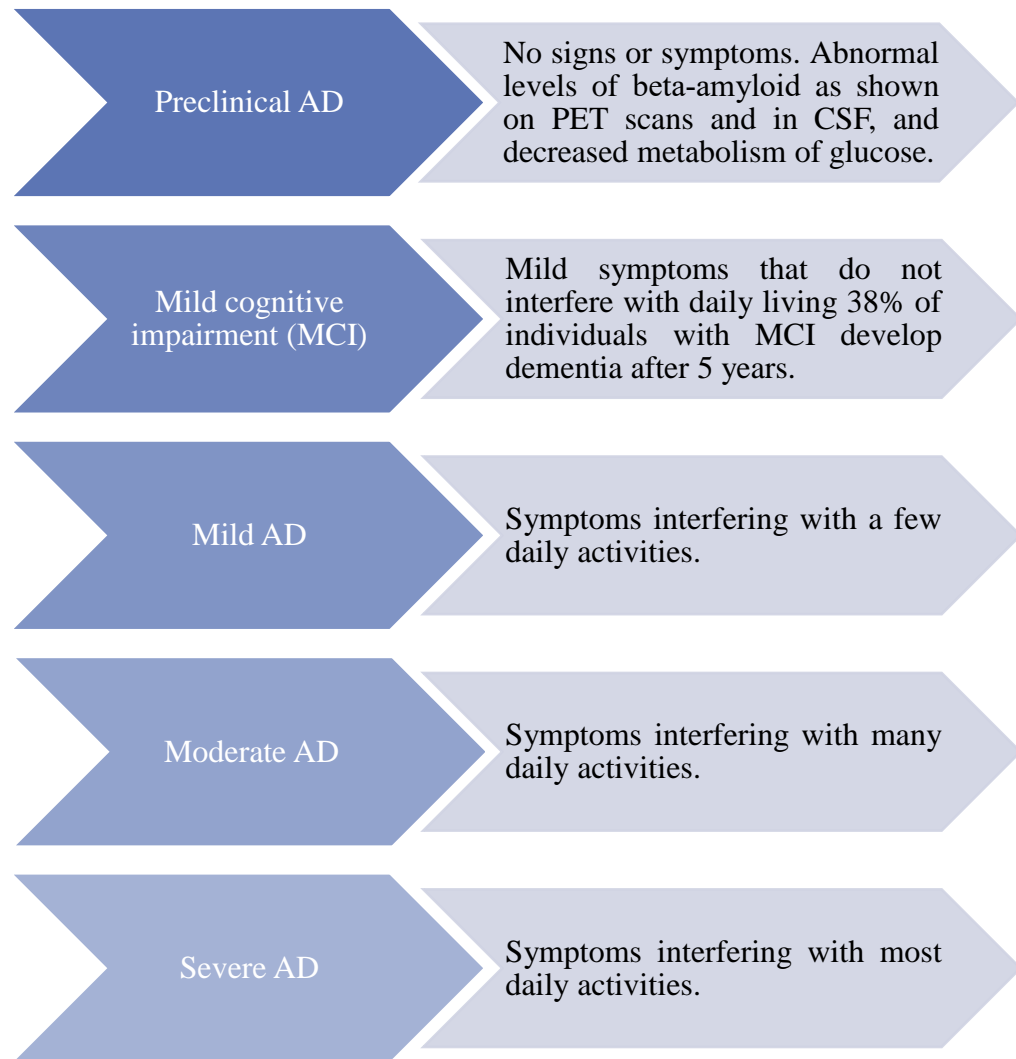 Preclinical AD
No signs or symptoms. Abnormal
levels of beta-amyloid as shown
on PET scans and in CSF, and
decreased metabolism of glucose.
Mild cognitive
impairment (MCI)
Mild symptoms that do not
interfere with daily living 38% of
individuals with MCI develop
dementia after 5 years.
Mild AD
Symptoms interfering with a few
daily activities.
Moderate AD
Symptoms interfering with many
daily activities.
Severe AD
Symptoms interfering with most
daily activities.